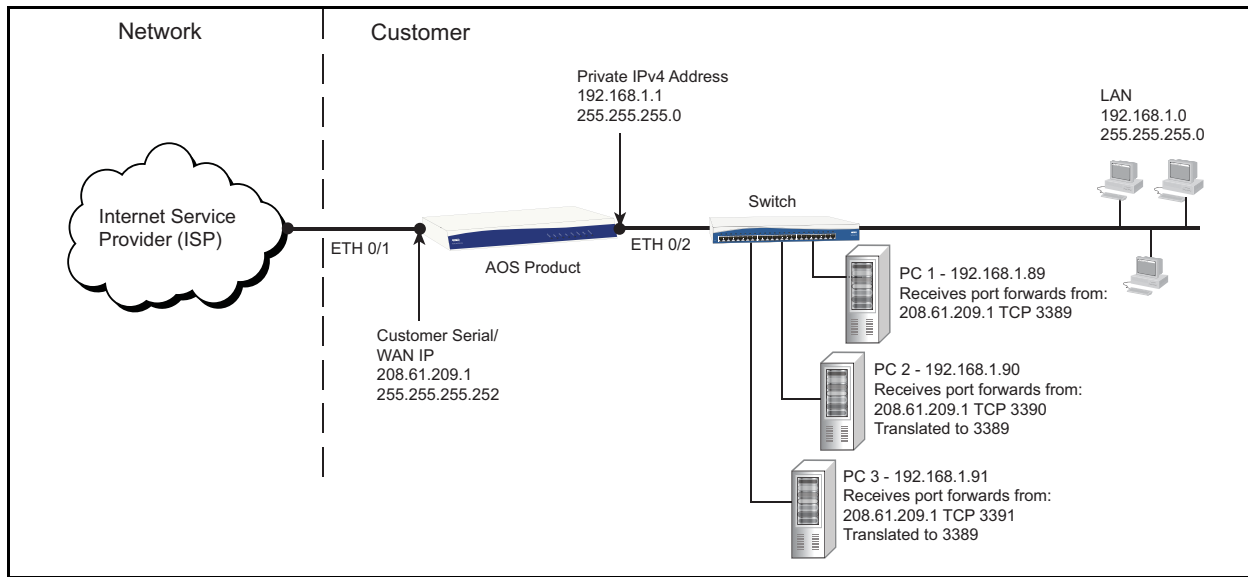 Network
Customer
Private IPv4 Address
192.168.1.1
255.255.255.0
LAN
192.168.1.0
255.255.255.0
Internet Service
Provider (ISP)
ETH 0/1
AOS Product
ETH 0/2
Switch
Customer Serial/
WAN IP
208.61.209.1
255.255.255.252
PC 1 - 192.168.1.89
Receives port forwards from:
208.61.209.1 TCP 3389
PC 2 - 192.168.1.90
Receives port forwards from:
208.61.209.1 TCP 3390
Translated to 3389
PC 3 - 192.168.1.91
Receives port forwards from:
208.61.209.1 TCP 3391
Translated to 3389